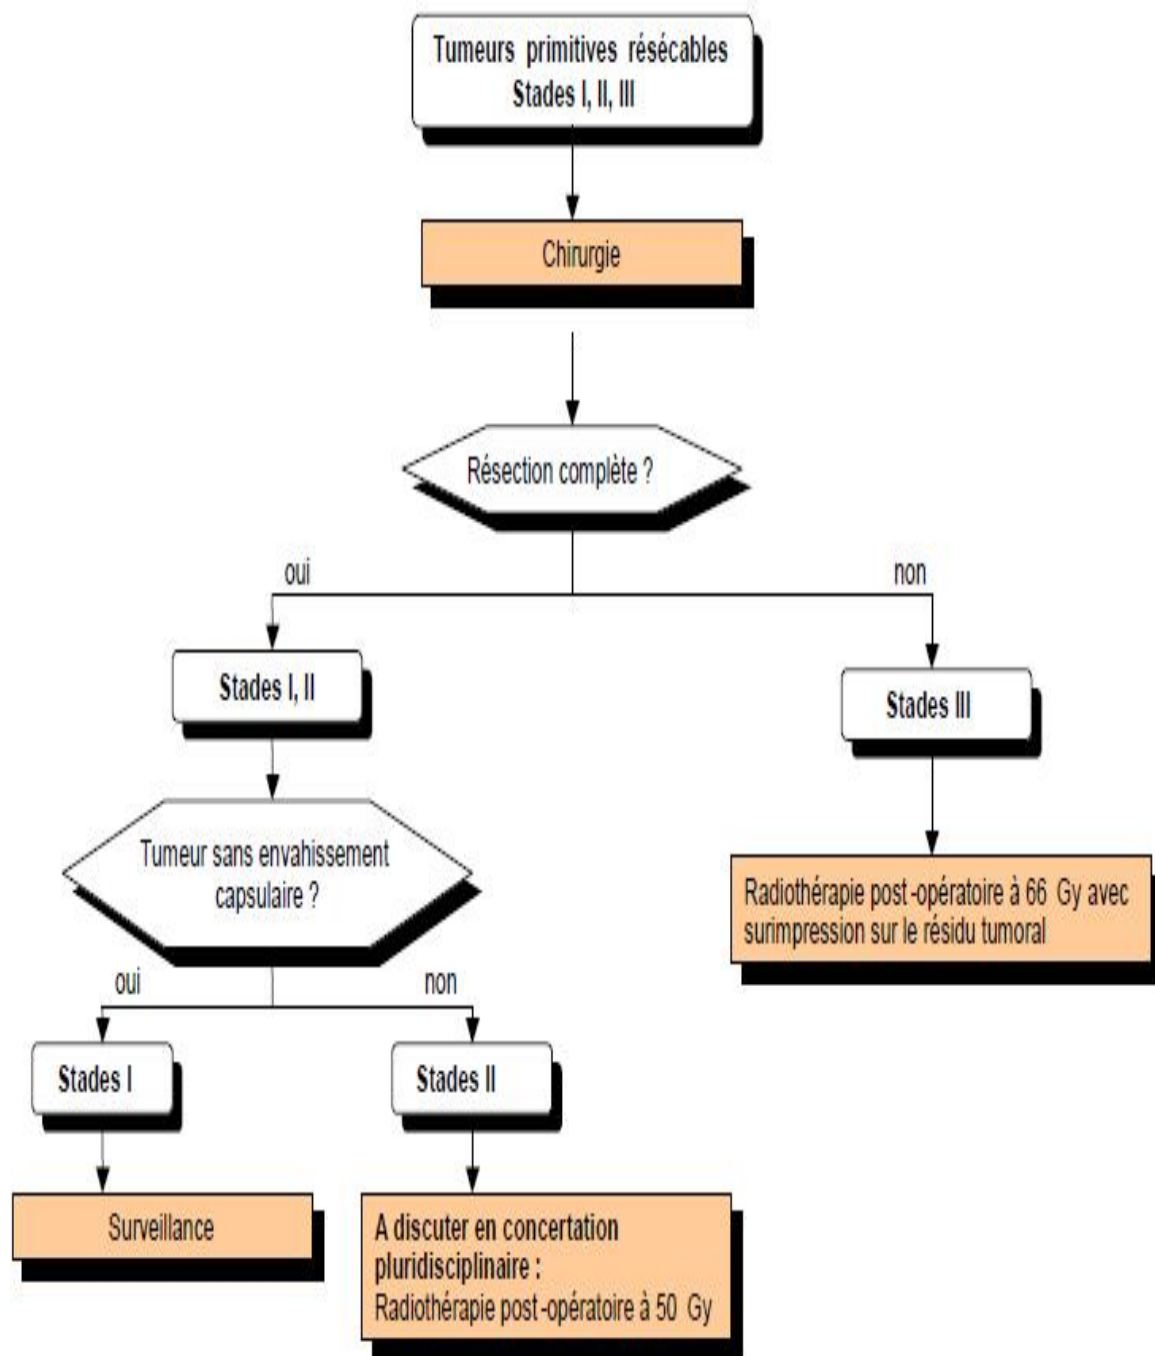 Tumeurs primitives résécables
Stades I, II, III
Chirurgie
Résection complète ?
oui
non
Stades I, II
Stades III
Tumeur sans envahissement
capsulaire ?
Radiothérapie post-opératoire à 66 Gy avec
surimpression sur le résidu tumoral
oui
non
Stades I
Stades II
Surveillance
A discuter en concertation
pluridisciplinaire :
Radiothérapie post-opératoire à 50 Gy